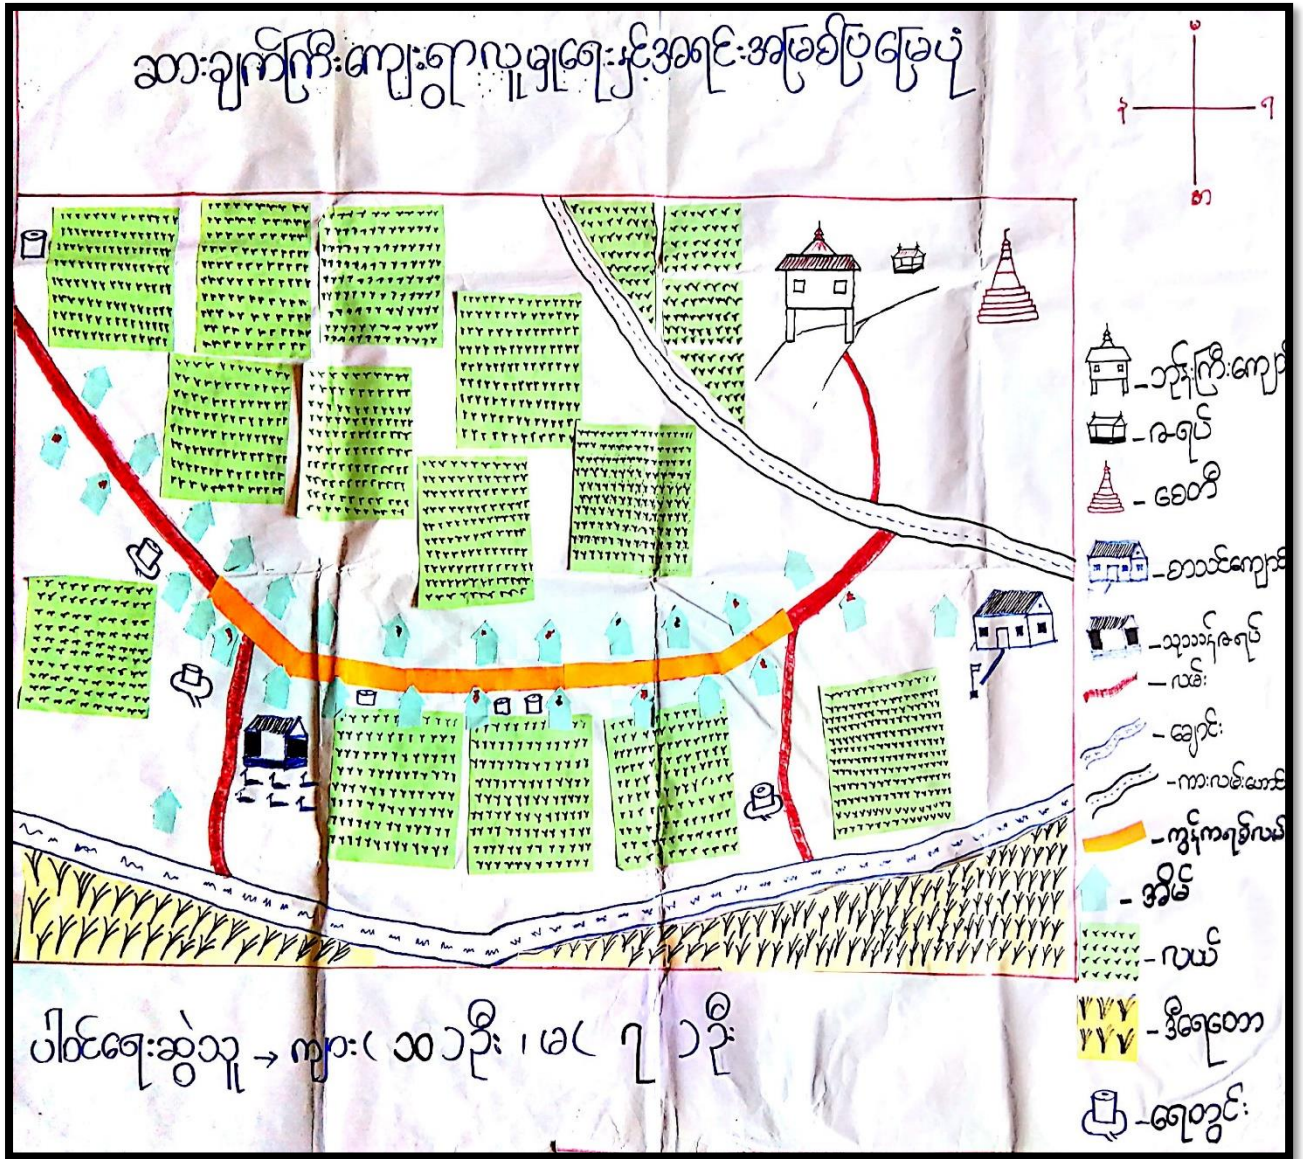 ဆားချက်ကြီးကျေးရွာလူမှုရေးနှင့်အရင်းအမြစ်ပြမြေပုံ
မ
န
ရ
စာ
-ဘုန်းကြီးကျော
-ဇရပ်
- စေတီ
-စာသင်ကျောင်
-သုသာန်ဇရပ်
- လမ်း
- ချောင်း
-ကားလမ်းဟောင်
-ကွန်ကရစ်လမ်
- အိမ်
- လယ်
- ဒီရေတော
-ရေတွင်း
ပါဝင်ရေးဆွဲသူ → ကျား( ၁၀ )ဦး ၊ မ( ၇ )ဦး